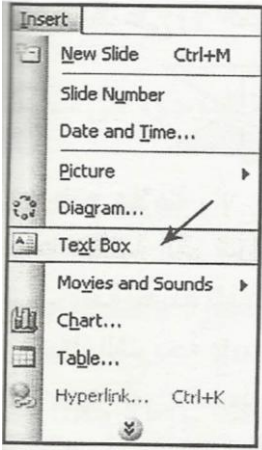 Insert
New Slide Ctrl+M
Slide Number
Date and Time...
Picture
Diagram...
Text Box
Movies and Sounds
Chart...
Table...
Hyperlink... Ctrl+K